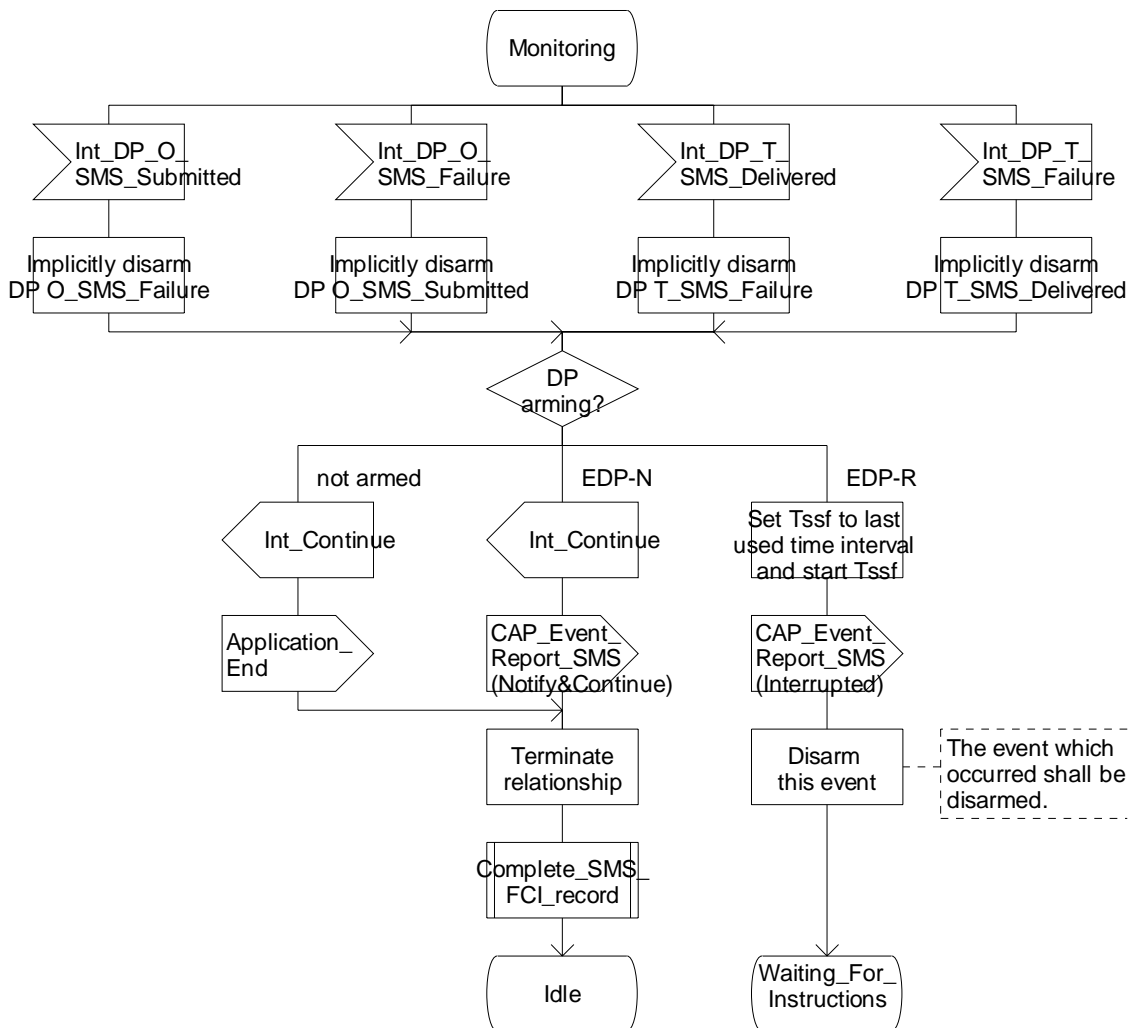 Monitoring
Int_DP_O_
SMS_Submitted
Int_DP_O_
SMS_Failure
Int_DP_T_
SMS_Delivered
Int_DP_T_
SMS_Failure
Implicitly disarm
DP O_SMS_Failure
Implicitly disarm
DP O_SMS_Submitted
Implicitly disarm
DP T_SMS_Failure
Implicitly disarm
DP T_SMS_Delivered
DP
arming?
not armed
EDP-N
EDP-R
Int_Continue
Int_Continue
Set Tssf to last
used time interval
and start Tssf
Application_
End
CAP_Event_
Report_SMS
(Notify&Continue)
CAP_Event_
Report_SMS
(Interrupted)
Terminate
relationship
Disarm
this event
The event which
occurred shall be
disarmed.
Complete_SMS_
FCI_record
Idle
Waiting_For_
Instructions